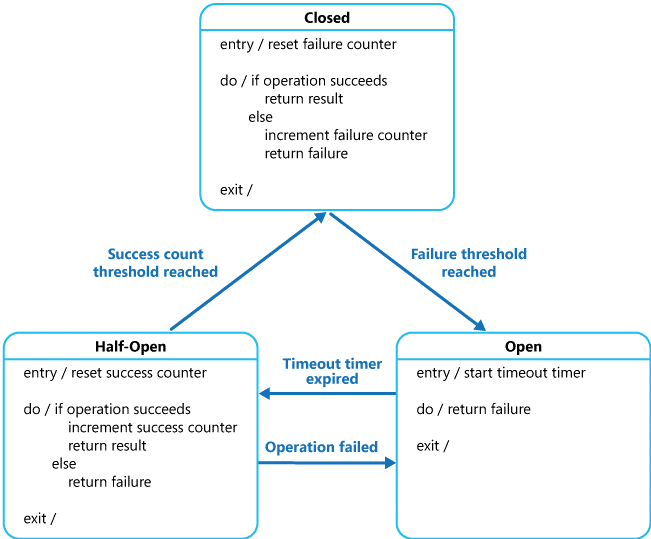 Closed
entry / reset failure counter
do / if operation succeeds
return result
else
increment failure counter
return failure
exit /
Success count
threshold reached
Failure threshold
reached
Half-Open
entry / reset success counter
do / if operation succeeds
increment success counter
return result
else
return failure
exit /
Timeout timer
expired
Operation failed
Open
entry / start timeout timer
do / return failure
exit /